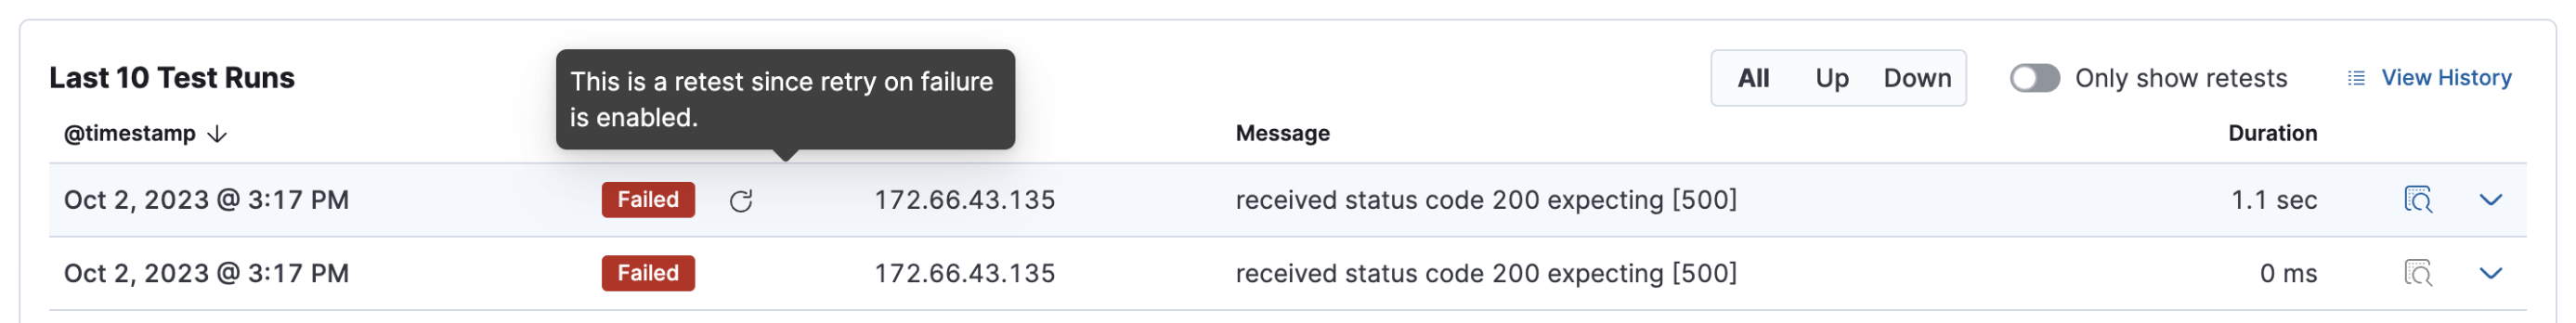 Last 10 Test Runs
This is a retest since retry on failure
is enabled.
All Up Down
Only show retests
View History
@timestamp
Message
Duration
Oct 2, 2023 @ 3:17 PM Failed 172.66.43.135 received status code 200 expecting [500] 1.1 sec
Oct 2, 2023 @ 3:17 PM Failed 172.66.43.135 received status code 200 expecting [500] 0 ms